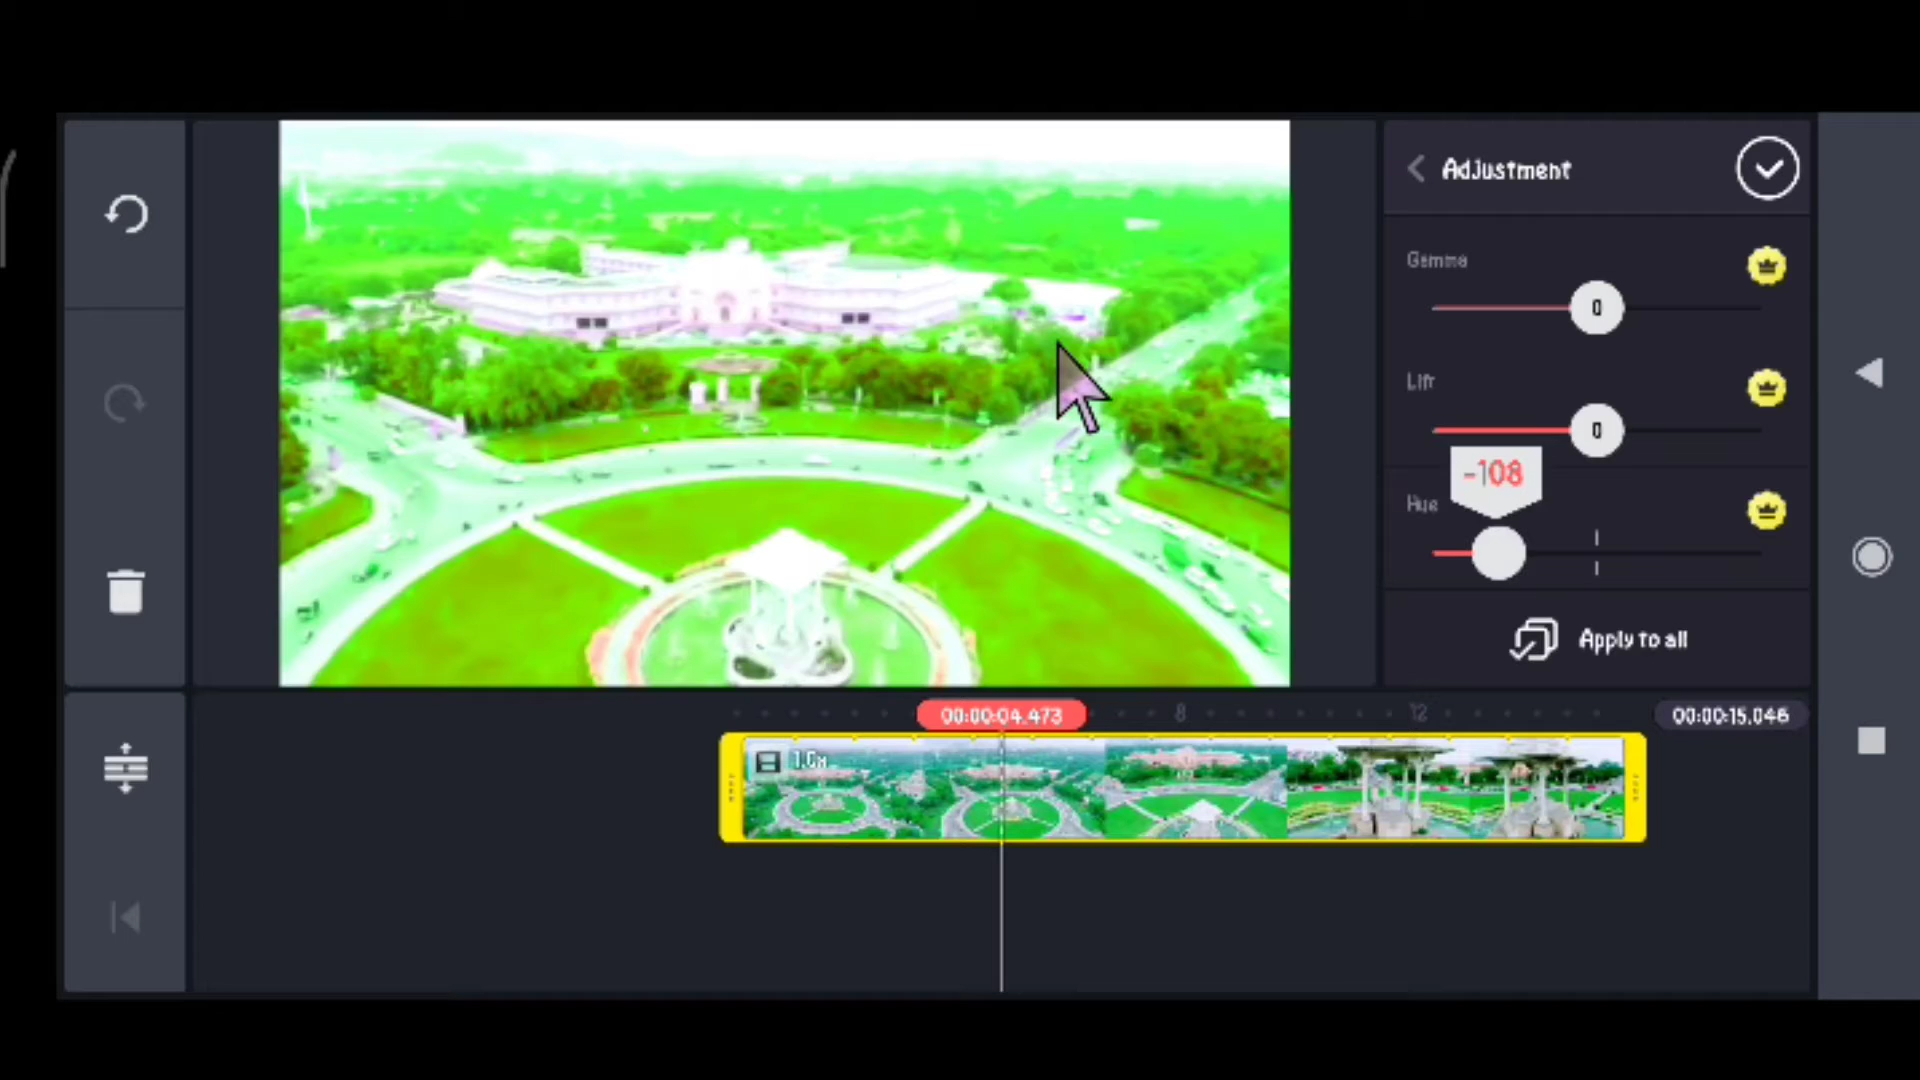 Adjustment
Gamma
0
Lift
0
-108
Hue
Apply to all
00:00:04.473
8
12
00:00:15.046
1.0x